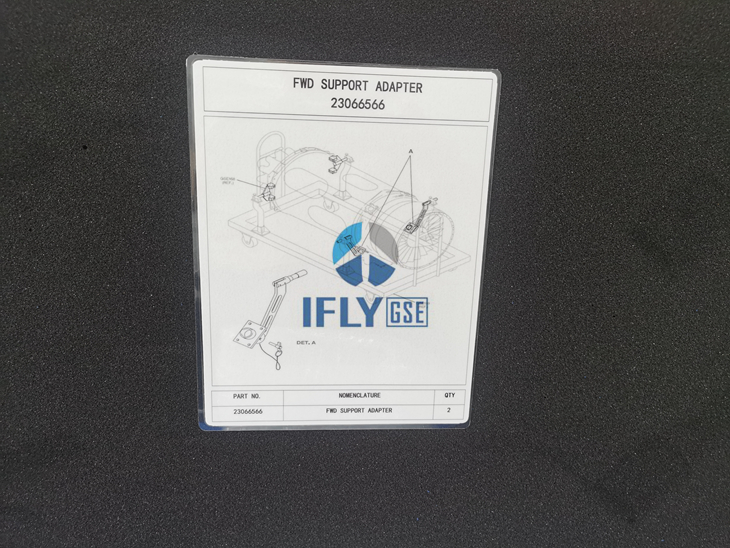 FWD SUPPORT ADAPTER
23066566
A
IFLY GSE
DET. A
PART NO. NOMENCLATURE QTY
23066566 FWD SUPPORT ADAPTER 2